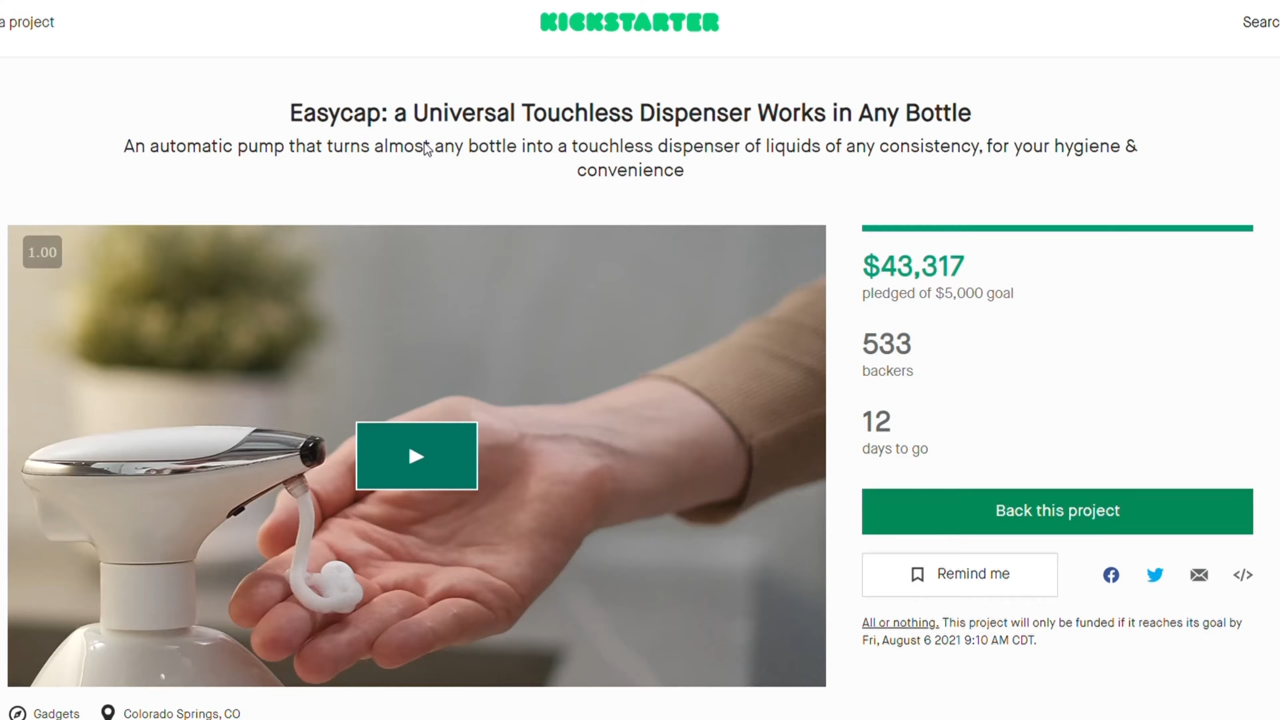 a project
KICKSTARTER
Searc
Easycap: a Universal Touchless Dispenser Works in Any Bottle
An automatic pump that turns almost any bottle into a touchless dispenser of liquids of any consistency, for your hygiene &
convenience
1.00
$43,317
pledged of $5,000 goal
533
backers
12
days to go
Back this project
Remind me
All or nothing. This project will only be funded if it reaches its goal by
Fri, August 6 2021 9:10 AM CDT.
Gadgets
Colorado Springs, CO